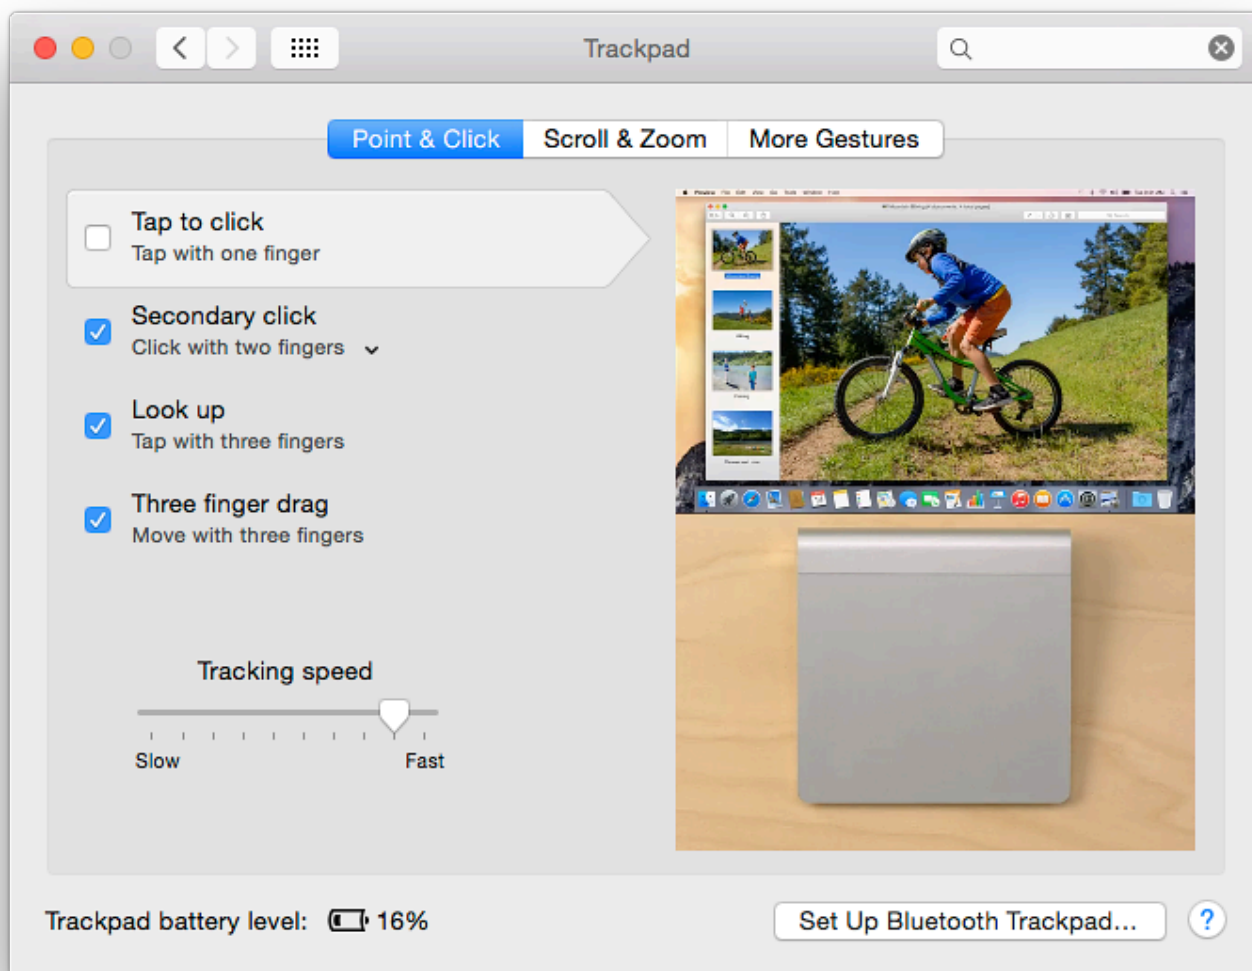 Trackpad
Point & Click
Scroll & Zoom
More Gestures
Tap to click
Tap with one finger
Secondary click
Click with two fingers
Look up
Tap with three fingers
Three finger drag
Move with three fingers
Tracking speed
Slow
Fast
Trackpad battery level:
16%
Set Up Bluetooth Trackpad...
?